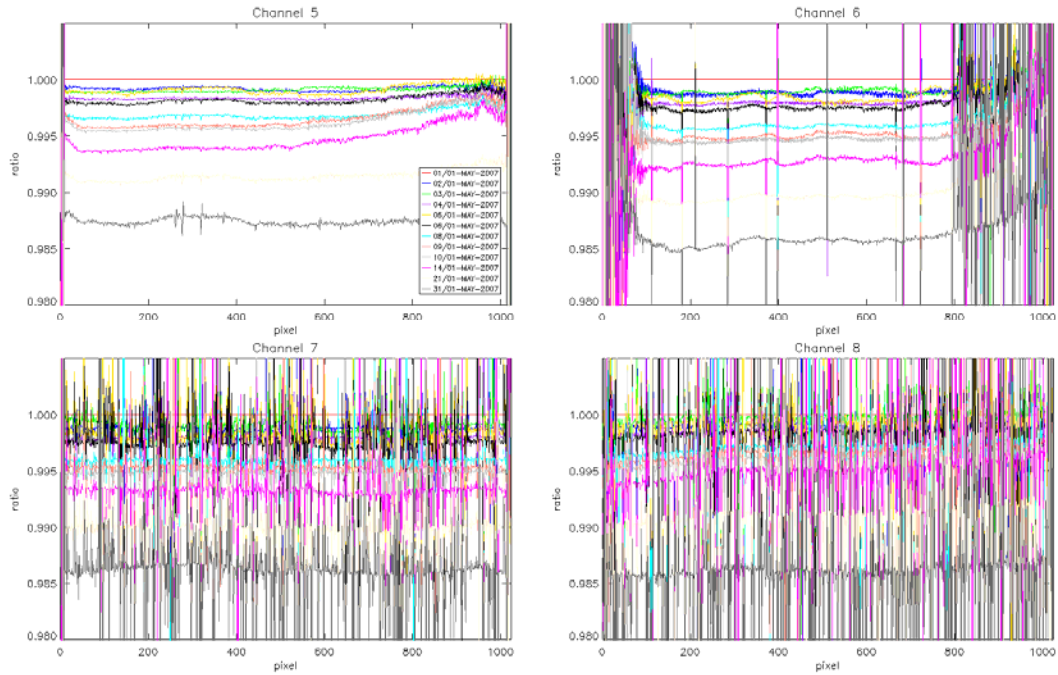 Channel 5
ratio
1.000
0.995
0.990
0.985
0.980
01/01-MAY-2007
02/01-MAY-2007
03/01-MAY-2007
04/01-MAY-2007
05/01-MAY-2007
06/01-MAY-2007
08/01-MAY-2007
09/01-MAY-2007
10/01-MAY-2007
14/01-MAY-2007
21/01-MAY-2007
31/01-MAY-2007
0 200 400 600 800 1000
pixel
Channel 6
ratio
1.000
0.995
0.990
0.985
0.980
0 200 400 600 800 1000
pixel
Channel 7
ratio
1.000
0.995
0.990
0.985
0.980
0 200 400 600 800 1000
pixel
Channel 8
ratio
1.000
0.995
0.990
0.985
0.980
0 200 400 600 800 1000
pixel